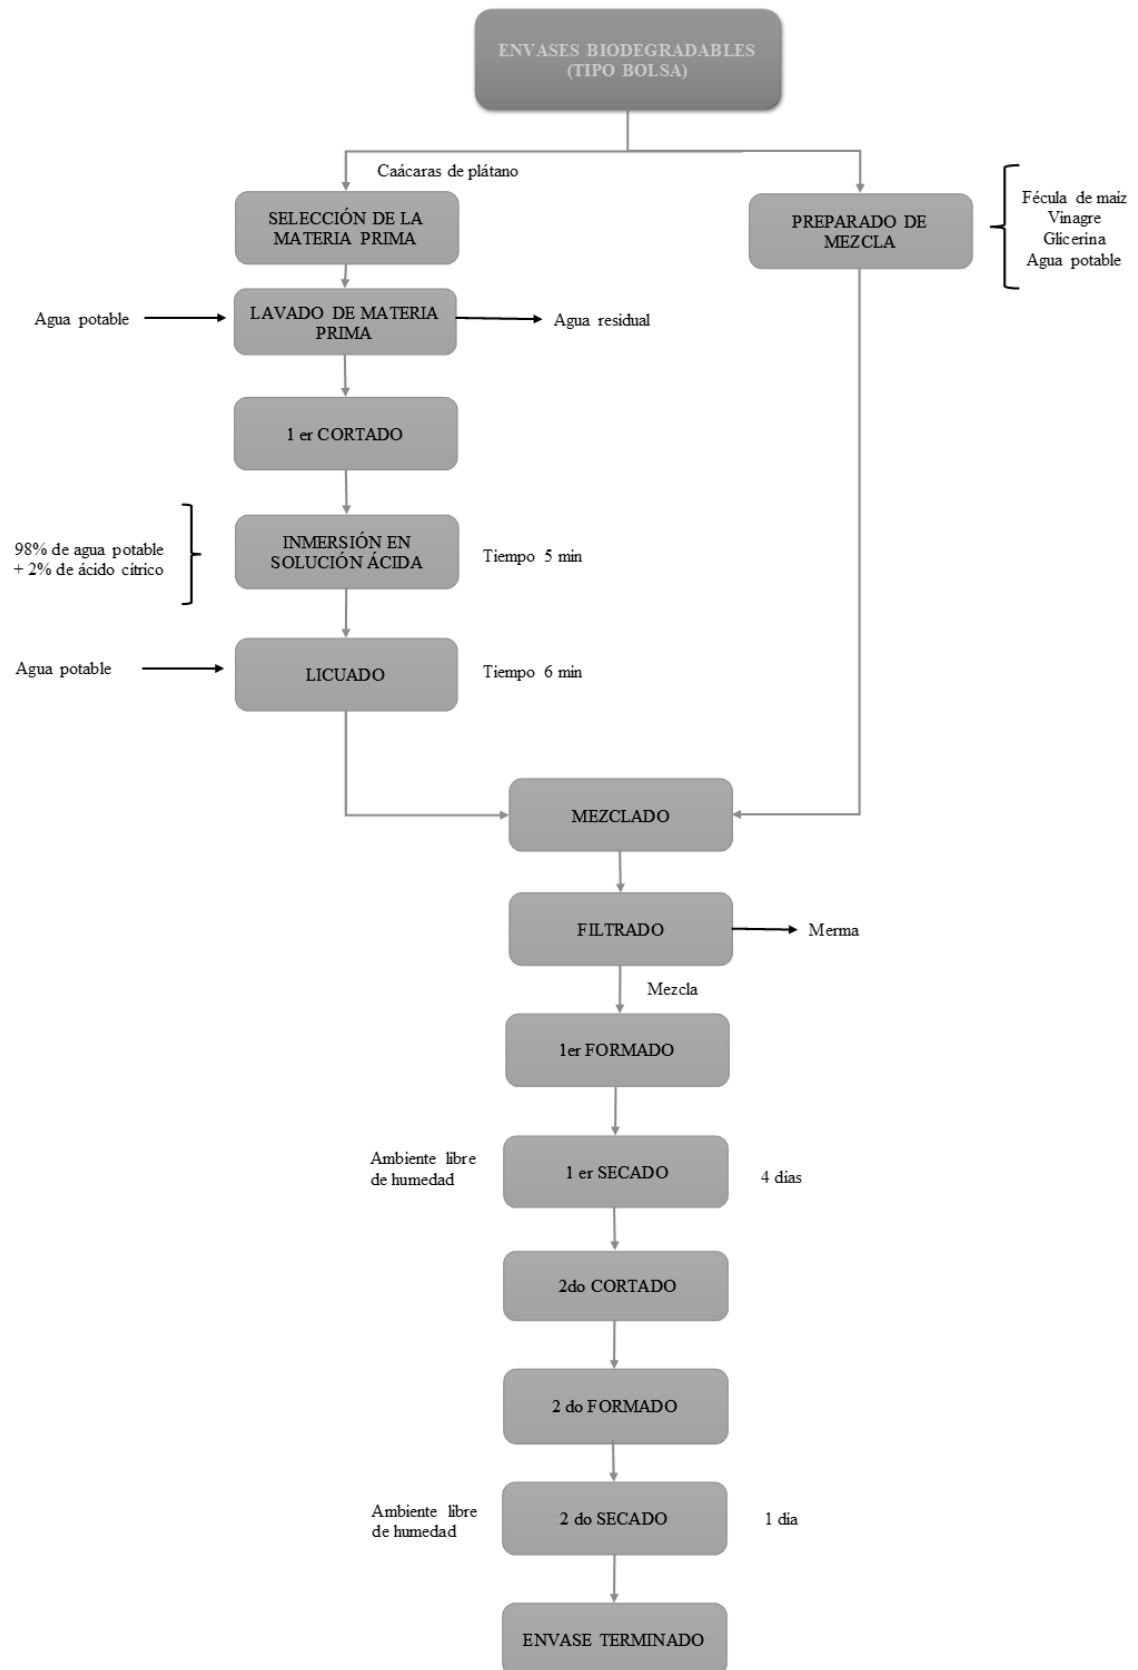 ENVASES BIODEGRADABLES
(TIPO BOLSA)
Caácaras de plátano
SELECCIÓN DE LA
MATERIA PRIMA
PREPARADO DE
MEZCLA
Fécula de maíz
Vinagre
Glicerina
Agua potable
Agua potable
LAVADO DE MATERIA
PRIMA
Agua residual
1 er CORTADO
98% de agua potable
+ 2% de ácido cítrico
INMERSIÓN EN
SOLUCIÓN ÁCIDA
Tiempo 5 min
Agua potable
LICUADO
Tiempo 6 min
MEZCLADO
FILTRADO
Merma
Mezcla
1er FORMADO
Ambiente libre
de humedad
1 er SECADO
4 días
2do CORTADO
2 do FORMADO
Ambiente libre
de humedad
2 do SECADO
1 día
ENVASE TERMINADO